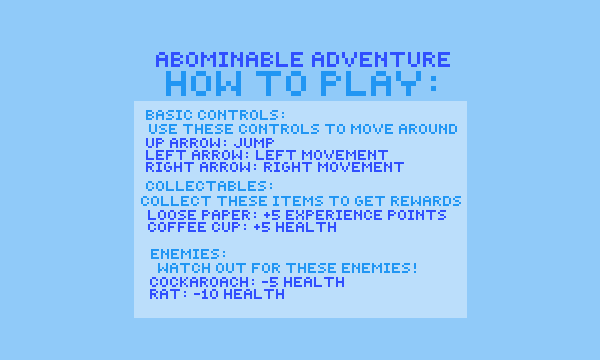 ABOMINABLE ADVENTURE
HOW TO PLAY:
BASIC CONTROLS:
USE THESE CONTROLS TO MOVE AROUND
UP ARROW: JUMP
LEFT ARROW: LEFT MOVEMENT
RIGHT ARROW: RIGHT MOVEMENT
COLLECTABLES:
COLLECT THESE ITEMS TO GET REWARDS
LOOSE PAPER: +5 EXPERIENCE POINTS
COFFEE CUP: +5 HEALTH
ENEMIES:
WATCH OUT FOR THESE ENEMIES!
COCKAROACH: -5 HEALTH
RAT: -10 HEALTH